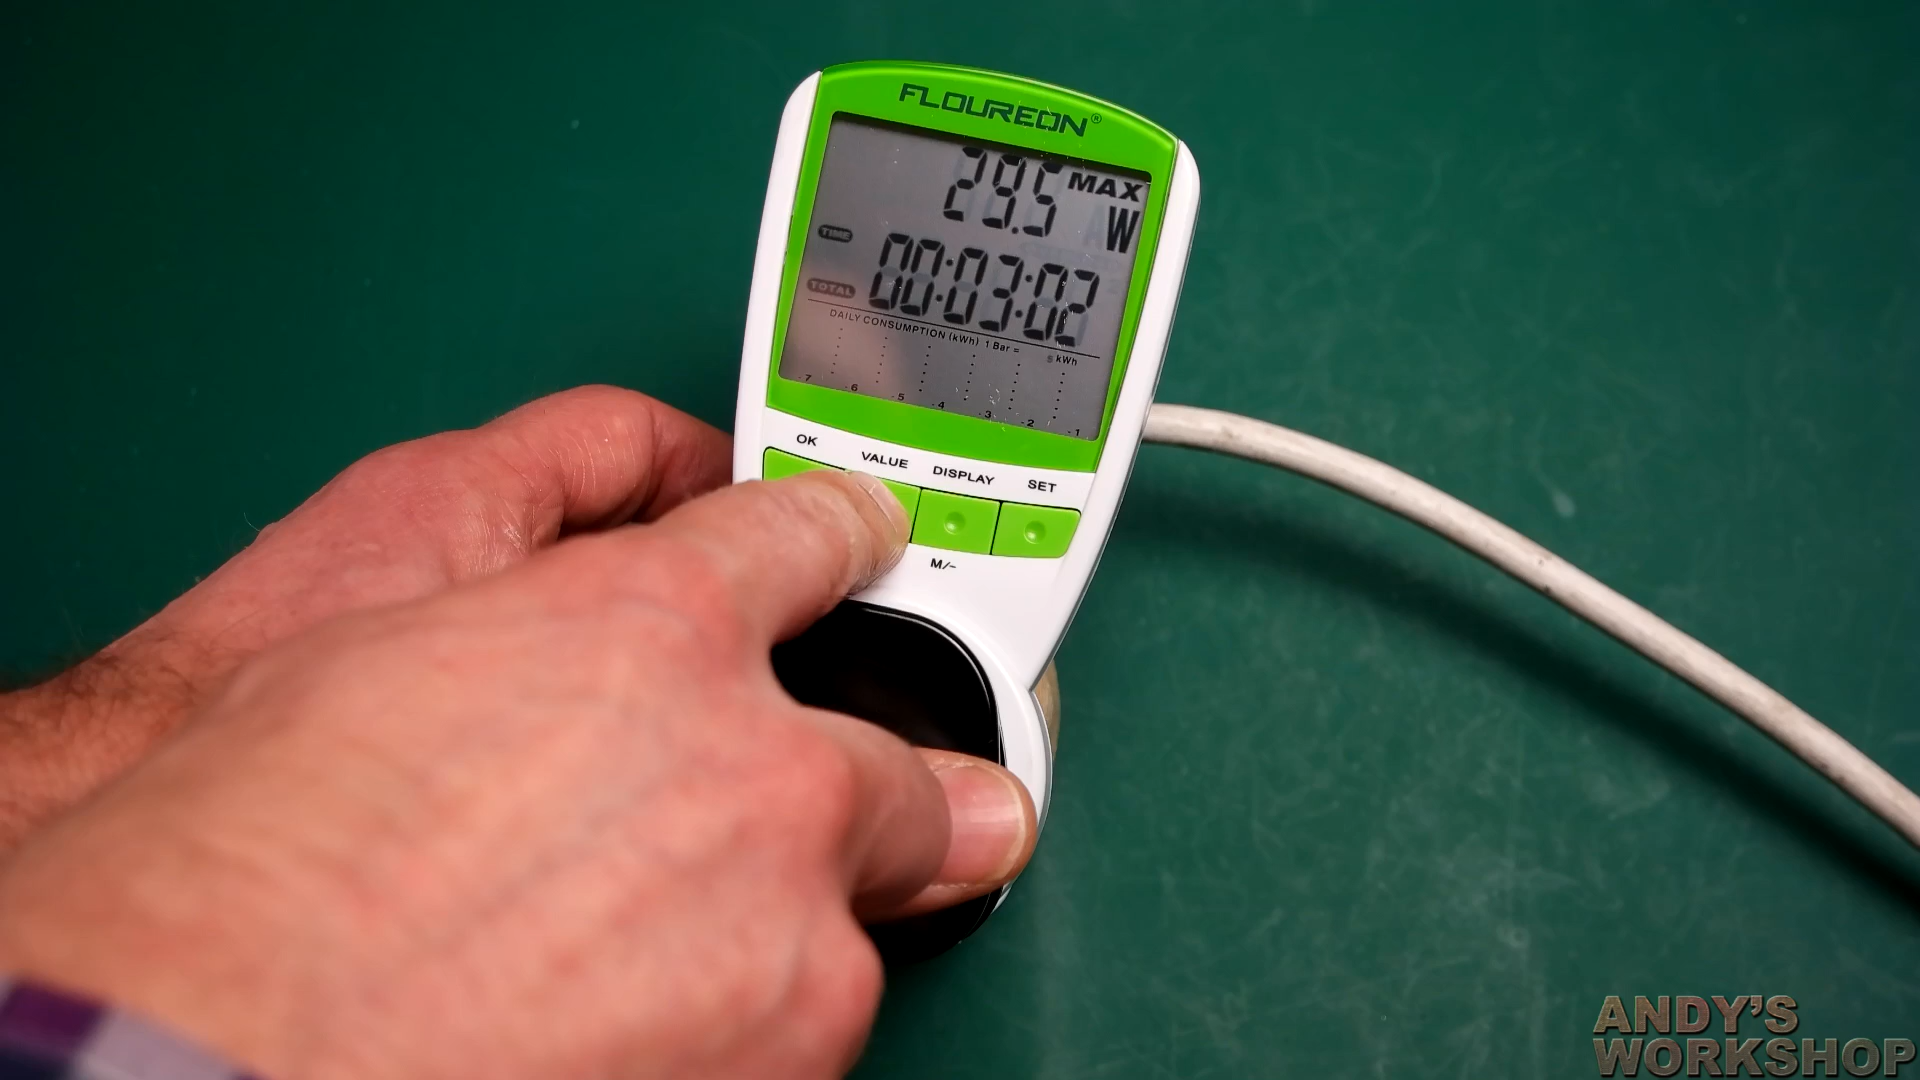 FLOUREON®
29.5 MAX
W
TIME
00:03:02
TOTAL
DAILY CONSUMPTION (kWh) 1 Bar = kWh
-7 -6 -5 -4 -3 -2 -1
OK VALUE DISPLAY SET
M/-
ANDY'S
WORKSHOP